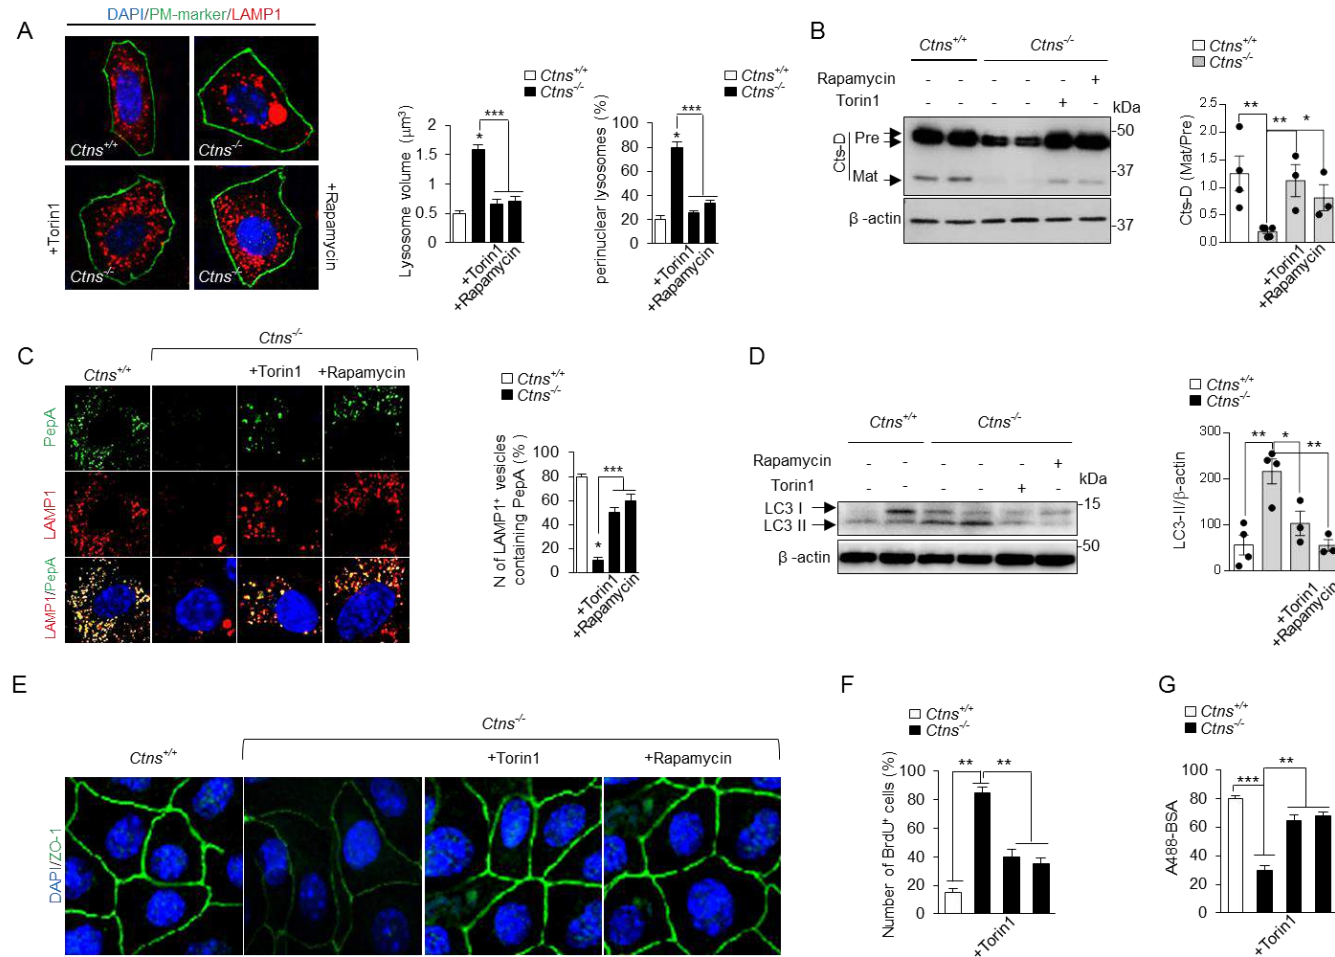 A
DAPI/PM-marker/LAMP1
Ctns+/+
Ctns-/-
+Torin1
Ctns-/-
Ctns-/-
+Rapamycin
Ctns+/+
Ctns-/-
Lysosome volume (μm³)
2
1.5
1
0.5
0
*
***
+Torin1
+Rapamycin
Ctns+/+
Ctns-/-
perinuclear lysosomes (%)
100
80
60
40
20
0
*
***
+Torin1
+Rapamycin
B
Ctns+/+
Ctns-/-
Rapamycin - - - - - +
Torin1 - - - - + -
kDa
Cts-D
Pre
Mat
β-actin
-50
-37
-37
Ctns+/+
Ctns-/-
Cts-D (Mat/Pre)
2.5
2.0
1.5
1.0
0.5
0.0
**
**
*
+Torin1
+Rapamycin
C
Ctns-/-
Ctns+/+
+Torin1
+Rapamycin
PepA
LAMP1
LAMP1/PepA
Ctns+/+
Ctns-/-
N of LAMP1+ vesicles
containing PepA (%)
100
80
60
40
20
0
*
***
+Torin1
+Rapamycin
D
Ctns+/+
Ctns-/-
Rapamycin - - - - - +
Torin1 - - - - + -
kDa
LC3 I
LC3 II
β-actin
-15
-50
Ctns+/+
Ctns-/-
LC3-II/β-actin
300
200
100
0
**
*
**
+Torin1
+Rapamycin
E
Ctns-/-
Ctns+/+
+Torin1
+Rapamycin
DAPI/ZO-1
F
Ctns+/+
Ctns-/-
Number of BrdU+ cells (%)
100
80
60
40
20
0
**
**
+Torin1
G
Ctns+/+
Ctns-/-
A488-BSA
100
80
60
40
20
0
***
**
+Torin1